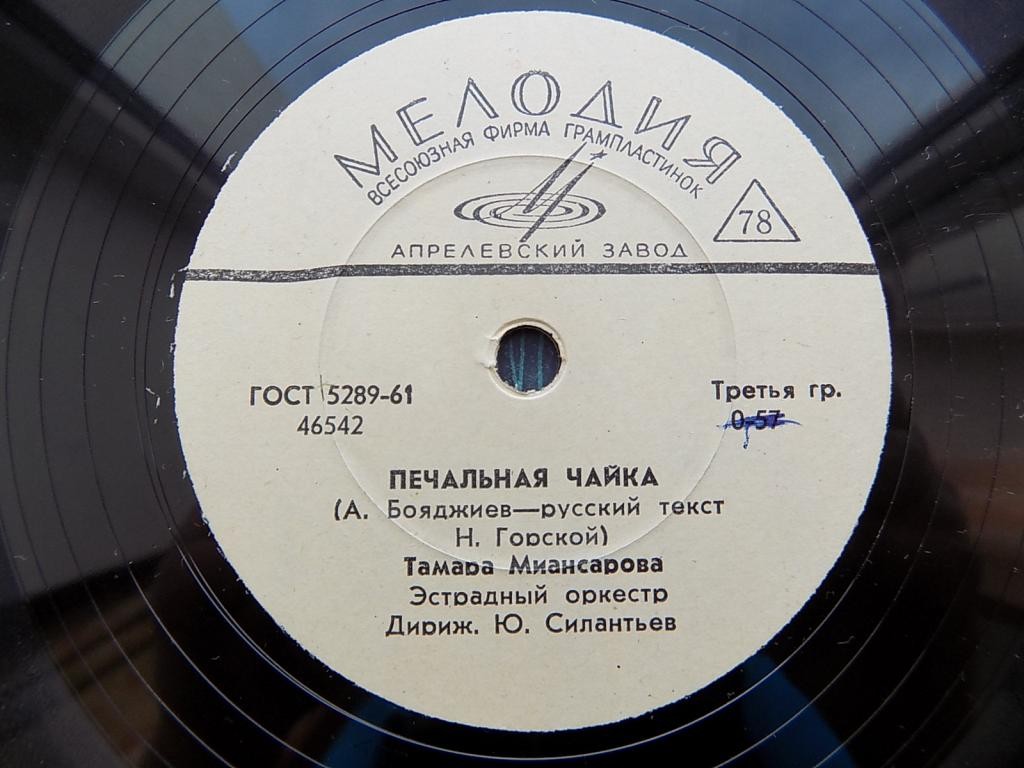 МЕЛОДИЯ
ВСЕСОЮЗНАЯ ФИРМА ГРАМПЛАСТИНОК
78
АПРЕЛЕВСКИЙ ЗАВОД
ГОСТ 5289-61
46542
Третья гр.
0-57
ПЕЧАЛЬНАЯ ЧАЙКА
(А. Бояджиев—русский текст
Н. Горской)
Тамара Миансарова
Эстрадный оркестр
Дириж. Ю. Силантьев